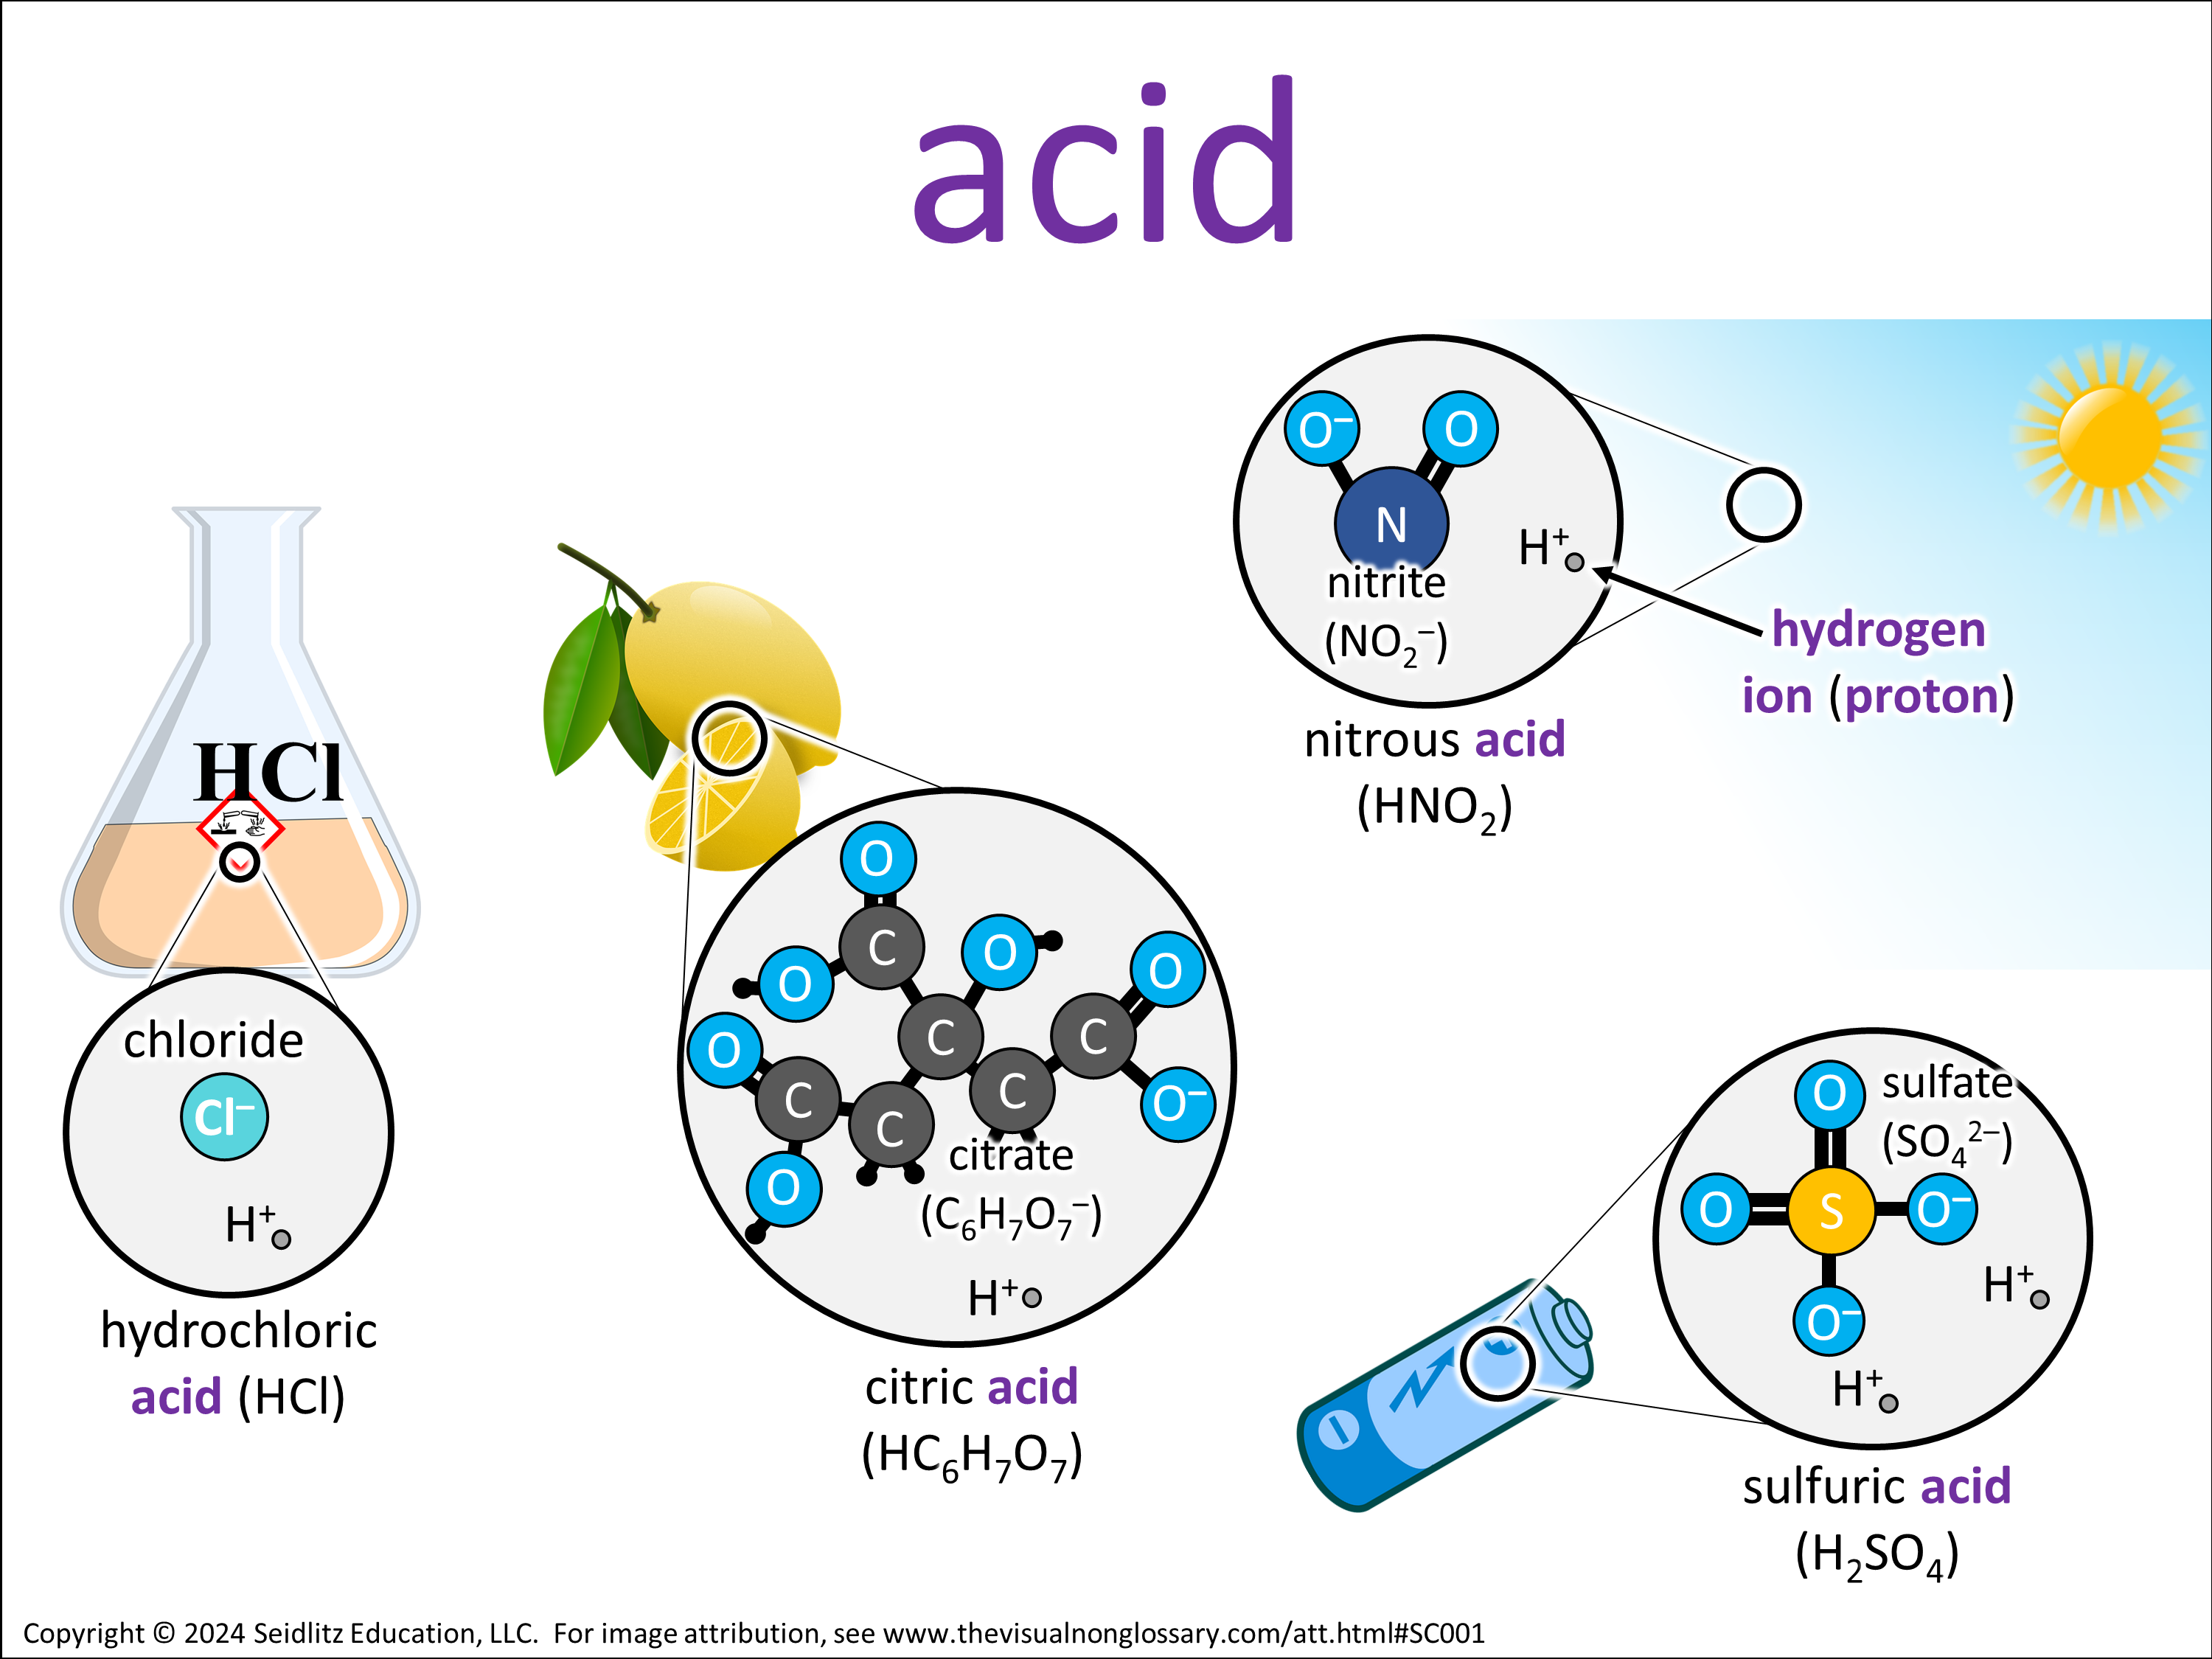 acid
HCl
chloride
Cl⁻
H⁺
hydrochloric
acid (HCl)
O
C
O
O
C
O
O
C
C
C
O
C
C
O⁻
O
citrate
(C₆H₇O₇⁻)
H⁺
citric acid
(HC₆H₇O₇)
O⁻
O
N
H⁺
nitrite
(NO₂⁻)
nitrous acid
(HNO₂)
hydrogen
ion (proton)
O
sulfate
(SO₄²⁻)
O
S
O⁻
O⁻
H⁺
H⁺
sulfuric acid
(H₂SO₄)
Copyright © 2024 Seidlitz Education, LLC.  For image attribution, see www.thevisualnonglossary.com/att.html#SC001